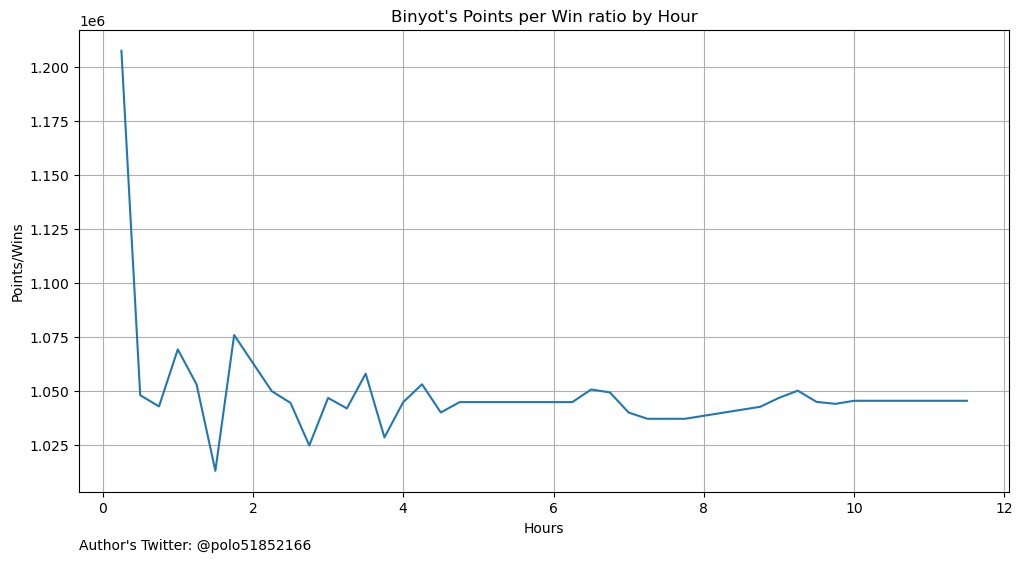 Binyot's Points per Win ratio by Hour
1e6
1.200
1.175
1.150
1.125
1.100
1.075
1.050
1.025
Points/Wins
0 2 4 6 8 10 12
Hours
Author's Twitter: @polo51852166